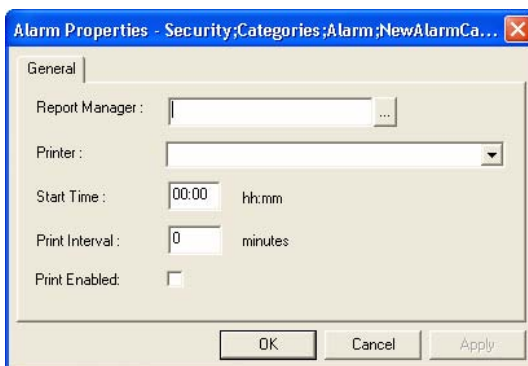 Alarm Properties - Security;Categories;Alarm;NewAlarmCa...
General
Report Manager :
...
Printer :
Start Time : 00:00 hh:mm
Print Interval : 0 minutes
Print Enabled:
OK Cancel Apply